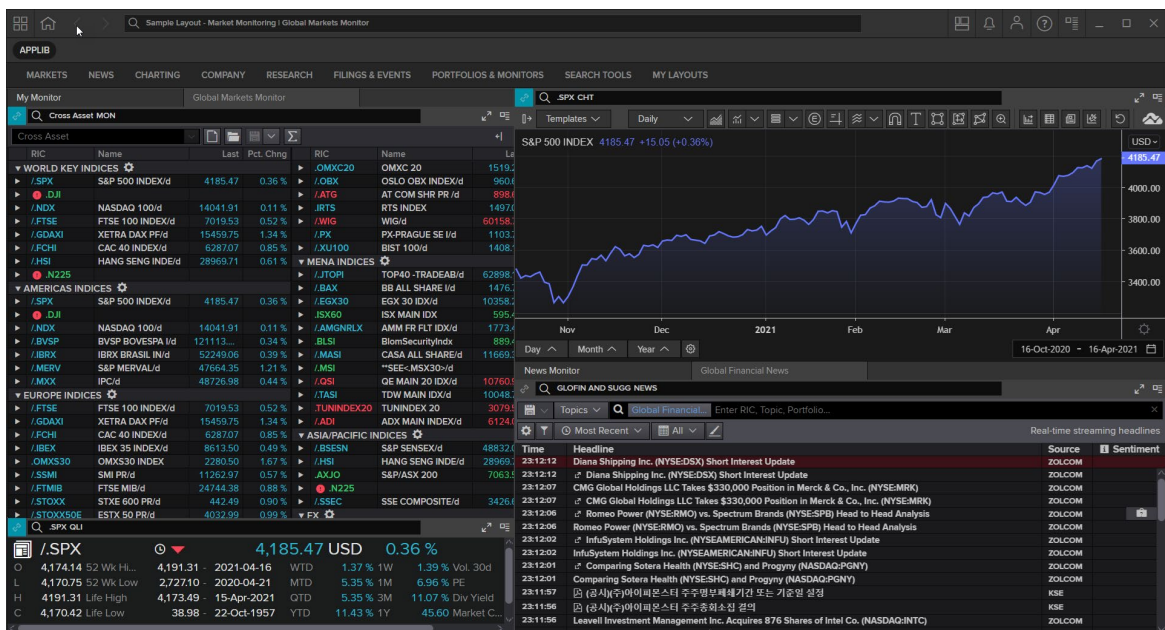 Sample Layout - Market Monitoring | Global Markets Monitor
APPLIB
MARKETS NEWS CHARTING COMPANY RESEARCH FILINGS & EVENTS PORTFOLIOS & MONITORS SEARCH TOOLS MY LAYOUTS
My Monitor Global Markets Monitor
Cross Asset MON
Cross Asset
RIC Name Last Pct. Chng
WORLD KEY INDICES
/.SPX S&P 500 INDEX/d 4185.47 0.36 %
.DJI
/.NDX NASDAQ 100/d 14041.91 0.11 %
/.FTSE FTSE 100 INDEX/d 7019.53 0.52 %
/.GDAXI XETRA DAX PF/d 15459.75 1.34 %
/.FCHI CAC 40 INDEX/d 6287.07 0.85 %
/.HSI HANG SENG INDE/d 28969.71 0.61 %
.N225
AMERICAS INDICES
/.SPX S&P 500 INDEX/d 4185.47 0.36 %
.DJI
/.NDX NASDAQ 100/d 14041.91 0.11 %
/.BVSP BVSP BOVESPA I/d 121113... 0.34 %
/.IBRX IBRX BRASIL IN/d 52249.06 0.39 %
/.MERV S&P MERVAL/d 47664.35 1.21 %
/.MXX IPC/d 48726.98 0.44 %
EUROPE INDICES
/.FTSE FTSE 100 INDEX/d 7019.53 0.52 %
/.GDAXI XETRA DAX PF/d 15459.75 1.34 %
/.FCHI CAC 40 INDEX/d 6287.07 0.85 %
/.IBEX IBEX 35 INDEX/d 8613.50 0.49 %
.OMXS30 OMXS30 INDEX 2280.50 1.67 %
/.SSMI SMI PR/d 11262.97 0.57 %
/.FTMIB FTSE MIB/d 24744.38 0.88 %
/.STOXX STXE 600 PR/d 442.49 0.90 %
/.STOXX50E ESTX 50 PR/d 4032.99 0.99 %
RIC Name
.OMXC20 OMXC 20 1519.
/.OBX OSLO OBX INDEX/d 960.
/.ATG AT COM SHR PR /d 898.
.IRTS RTS INDEX 1497.
/.WIG WIG/d 60158.
/.PX PX-PRAGUE SE I/d 1103.
/.XU100 BIST 100/d 1408.
MENA INDICES
/.JTOPI TOP40 -TRADEAB/d 62898.
/.BAX BB ALL SHARE I/d 1476.
/.EGX30 EGX 30 IDX/d 10358.
.ISX60 ISX MAIN IDX 595.
/.AMGNRLX AMM FR FLT IDX/d 1773.
.BLSI BlomSecurityIndx 889.
/.MASI CASA ALL SHARE/d 11669.
/.MSI **SEE<.MSX30>/d
/.QSI QE MAIN 20 IDX/d 10760.
/.TASI TDW MAIN IDX/d 10048.
.TUNINDEX20 TUNINDEX 20 3079.
/.ADI ADX MAIN INDEX/d 6124.
ASIA/PACIFIC INDICES
/.BSESN S&P SENSEX/d 48832.
/.HSI HANG SENG INDE/d 28969.
AXJO S&P/ASX 200 7063.
.N225
/.SSEC SSE COMPOSITE/d 3426.
FX
.SPX QLI
/.SPX 4,185.47 USD 0.36 %
O 4,174.14 52 Wk Hi... 4,191.31 - 2021-04-16 WTD 1.37 % 1W 1.39 % Vol. 30d
L 4,170.75 52 Wk Low 2,727.10 - 2020-04-21 MTD 5.35 % 1M 6.96 % PE
H 4191.31 Life High 4,173.49 - 15-Apr-2021 QTD 5.35 % 3M 11.07 % Div Yield
C 4,170.42 Life Low 38.98 - 22-Oct-1957 YTD 11.43 % 1Y 45.60 Market C...
.SPX CHT
Templates Daily
S&P 500 INDEX 4185.47 +15.05 (+0.36%)
USD
4185.47
4000.00
3800.00
3600.00
3400.00
Nov Dec 2021 Feb Mar Apr
Day Month Year 16-Oct-2020 - 16-Apr-2021
News Monitor Global Financial News
GLOFIN AND SUGG NEWS
Topics Global Financial... Enter RIC, Topic, Portfolio...
Most Recent All Real-time streaming headlines
Time Headline Source Sentiment
23:12:12 Diana Shipping Inc. (NYSE:DSX) Short Interest Update ZOLCOM
23:12:12 Diana Shipping Inc. (NYSE:DSX) Short Interest Update ZOLCOM
23:12:07 CMG Global Holdings LLC Takes $330,000 Position in Merck & Co., Inc. (NYSE:MRK) ZOLCOM
23:12:07 CMG Global Holdings LLC Takes $330,000 Position in Merck & Co., Inc. (NYSE:MRK) ZOLCOM
23:12:06 Romeo Power (NYSE:RMO) vs. Spectrum Brands (NYSE:SPB) Head to Head Analysis ZOLCOM
23:12:06 Romeo Power (NYSE:RMO) vs. Spectrum Brands (NYSE:SPB) Head to Head Analysis ZOLCOM
23:12:02 InfuSystem Holdings Inc. (NYSEAMERICAN:INFU) Short Interest Update ZOLCOM
23:12:02 InfuSystem Holdings Inc. (NYSEAMERICAN:INFU) Short Interest Update ZOLCOM
23:12:01 Comparing Sotera Health (NYSE:SHC) and Progyny (NASDAQ:PGNY) ZOLCOM
23:12:01 Comparing Sotera Health (NYSE:SHC) and Progyny (NASDAQ:PGNY) ZOLCOM
23:11:57 (공시)(주)아이피몬스터 주주명부폐쇄기간 또는 기준일 설정 KSE
23:11:56 (공시)(주)아이피몬스터 주주총회소집 결의 KSE
23:11:56 Leavell Investment Management Inc. Acquires 876 Shares of Intel Co. (NASDAQ:INTC) ZOLCOM